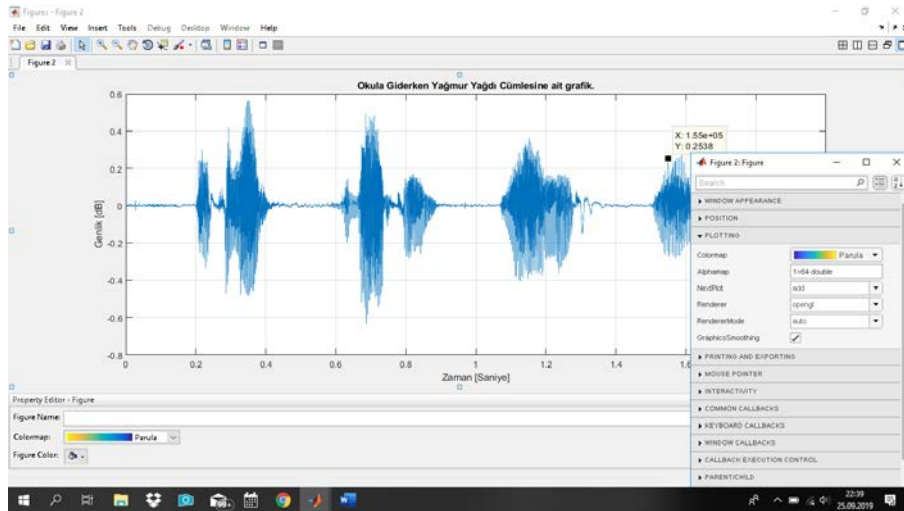 Figures - Figure 2
File Edit View Insert Tools Debug Desktop Window Help
Figure 2
Okula Giderken Yağmur Yağdı Cümlesine ait grafik.
0.6
0.4
0.2
0
-0.2
-0.4
-0.6
-0.8
Genlik [dB]
0 0.2 0.4 0.6 0.8 1 1.2 1.4 1.6
Zaman [Saniye]
X: 1.55e+05
Y: 0.2538
Figure 2: Figure
Search
WINDOW APPEARANCE
POSITION
PLOTTING
Colormap Parula
Alphamap 1×64 double
NextPlot add
Renderer opengl
RendererMode auto
GraphicsSmoothing
PRINTING AND EXPORTING
MOUSE POINTER
INTERACTIVITY
COMMON CALLBACKS
KEYBOARD CALLBACKS
WINDOW CALLBACKS
CALLBACK EXECUTION CONTROL
PARENT/CHILD
Property Editor - Figure
Figure Name:
Colormap: Parula
Figure Color:
22:39
25.09.2019